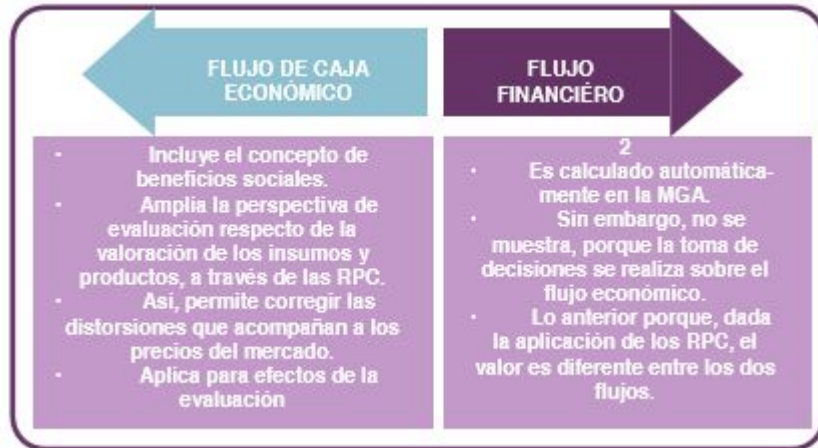 FLUJO DE CAJA
ECONÓMICO
· Incluye el concepto de
beneficios sociales.
· Amplia la perspectiva de
evaluación respecto de la
valoración de los insumos y
productos, a través de las RPC.
· Así, permite corregir las
distorsiones que acompañan a los
precios del mercado.
· Aplica para efectos de la
evaluación
FLUJO
FINANCIÉRO
2
· Es calculado automática-
mente en la MGA.
· Sin embargo, no se
muestra, porque la toma de
decisiones se realiza sobre el
flujo económico.
· Lo anterior porque, dada
la aplicación de los RPC, el
valor es diferente entre los dos
flujos.